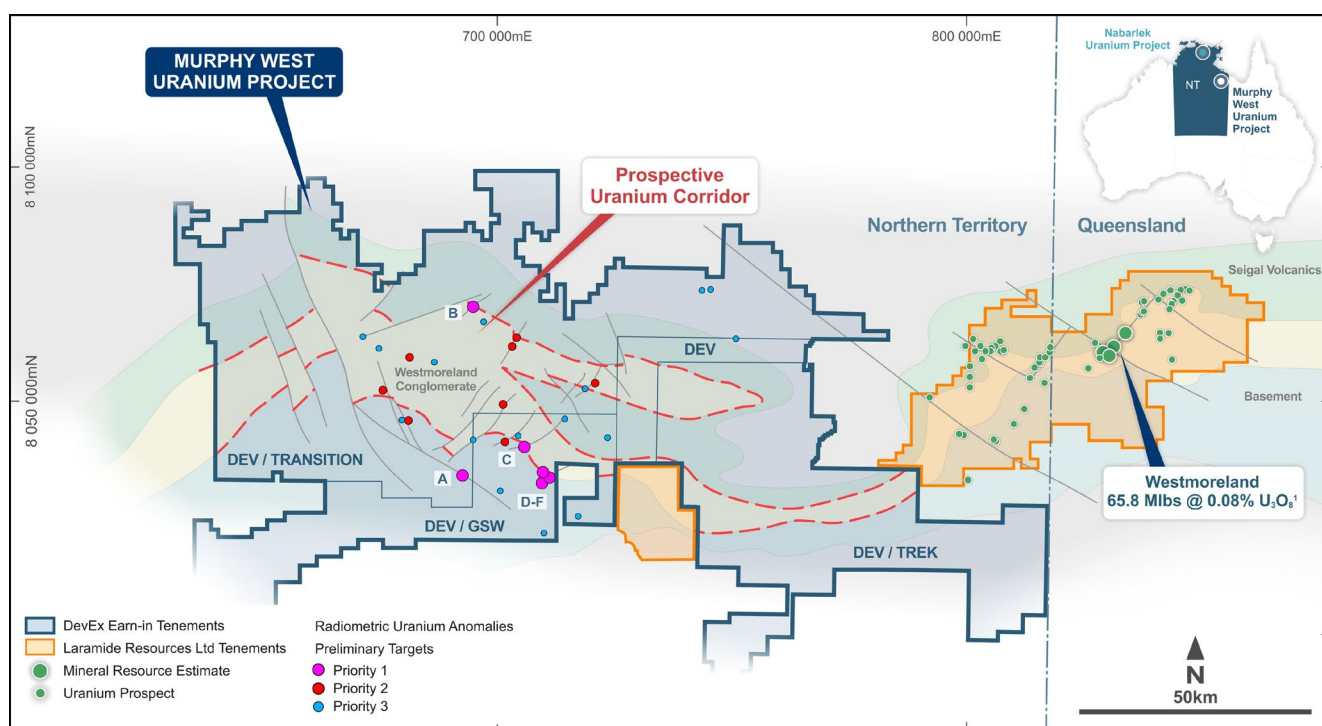 700 000mE
800 000mE
MURPHY WEST
URANIUM PROJECT
Nabarlek
Uranium Project
NT
Murphy
West
Uranium
Project
8 100 000mN
Prospective
Uranium Corridor
Northern Territory
Queensland
Seigal Volcanics
B
DEV
Westmoreland
Conglomerate
8 050 000mN
Basement
DEV / TRANSITION
A
C
D-F
DEV / GSW
DEV / TREK
Westmoreland
65.8 Mlbs @ 0.08% U₃O₈¹
DevEx Earn-in Tenements
Laramide Resources Ltd Tenements
Mineral Resource Estimate
Uranium Prospect
Radiometric Uranium Anomalies
Preliminary Targets
Priority 1
Priority 2
Priority 3
N
50km